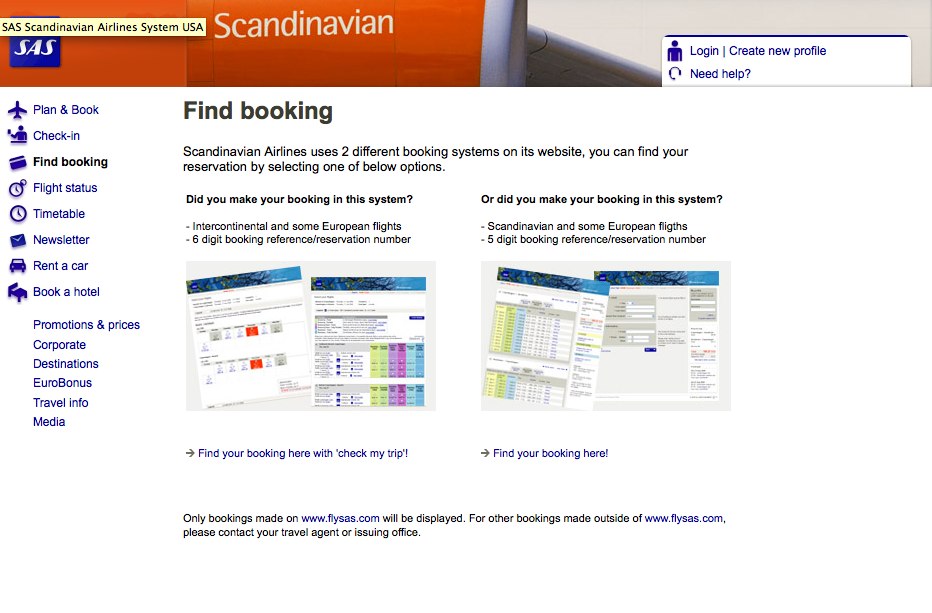 SAS Scandinavian Airlines System USA
Scandinavian
SAS
Login | Create new profile
Need help?
Plan & Book
Check-in
Find booking
Flight status
Timetable
Newsletter
Rent a car
Book a hotel
Promotions & prices
Corporate
Destinations
EuroBonus
Travel info
Media
Find booking
Scandinavian Airlines uses 2 different booking systems on its website, you can find your
reservation by selecting one of below options.
Did you make your booking in this system?
- Intercontinental and some European flights
- 6 digit booking reference/reservation number
Find your booking here with 'check my trip'!
Or did you make your booking in this system?
- Scandinavian and some European fligths
- 5 digit booking reference/reservation number
Find your booking here!
Only bookings made on www.flysas.com will be displayed. For other bookings made outside of www.flysas.com,
please contact your travel agent or issuing office.